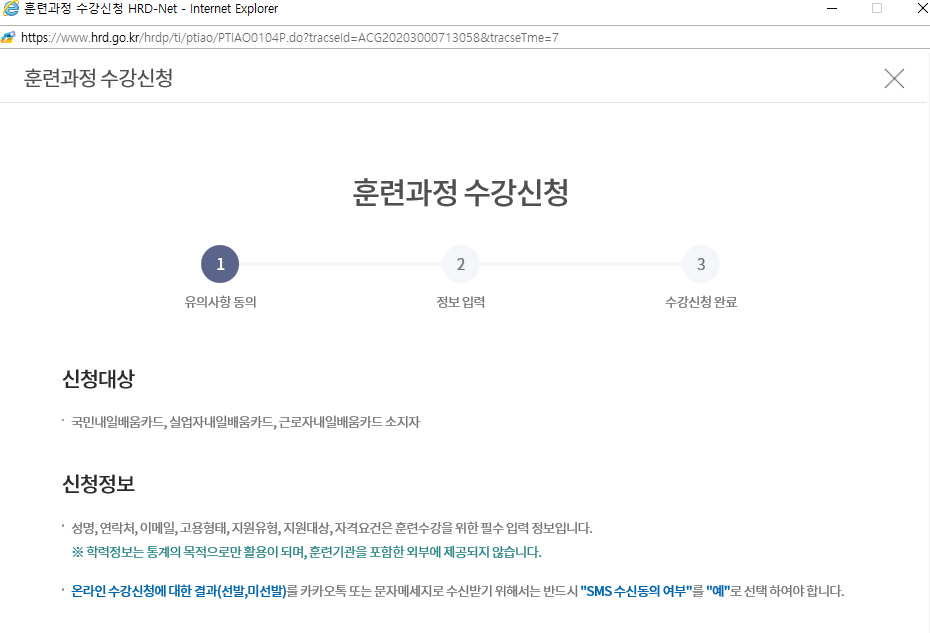 훈련과정 수강신청 HRD-Net - Internet Explorer
https://www.hrd.go.kr/hrdp/ti/ptiao/PTIAO0104P.do?tracseId=ACG20203000713058&tracseTme=7
훈련과정 수강신청
훈련과정 수강신청
1 2 3
유의사항 동의 정보 입력 수강신청 완료
신청대상
· 국민내일배움카드, 실업자내일배움카드, 근로자내일배움카드 소지자
신청정보
· 성명, 연락처, 이메일, 고용형태, 지원유형, 지원대상, 자격요건은 훈련수강을 위한 필수 입력 정보입니다.
※ 학력정보는 통계의 목적으로만 활용이 되며, 훈련기관을 포함한 외부에 제공되지 않습니다.
· 온라인 수강신청에 대한 결과(선발,미선발)를 카카오톡 또는 문자메세지로 수신받기 위해서는 반드시 "SMS 수신동의 여부"를 "예"로 선택 하여야 합니다.